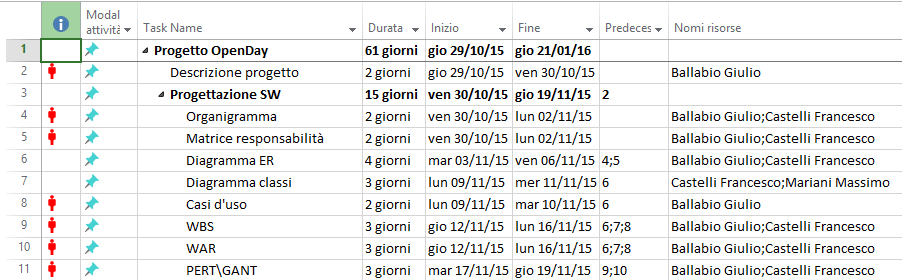 Modal attività Task Name Durata Inizio Fine Predeces Nomi risorse
1 Progetto OpenDay 61 giorni gio 29/10/15 gio 21/01/16
2 Descrizione progetto 2 giorni gio 29/10/15 ven 30/10/15 Ballabio Giulio
3 Progettazione SW 15 giorni ven 30/10/15 gio 19/11/15 2
4 Organigramma 2 giorni ven 30/10/15 lun 02/11/15 Ballabio Giulio;Castelli Francesco
5 Matrice responsabilità 2 giorni ven 30/10/15 lun 02/11/15 Ballabio Giulio;Castelli Francesco
6 Diagramma ER 4 giorni mar 03/11/15 ven 06/11/15 4;5 Ballabio Giulio;Castelli Francesco
7 Diagramma classi 3 giorni lun 09/11/15 mer 11/11/15 6 Castelli Francesco;Mariani Massimo
8 Casi d'uso 2 giorni lun 09/11/15 mar 10/11/15 6 Ballabio Giulio
9 WBS 3 giorni gio 12/11/15 lun 16/11/15 6;7;8 Ballabio Giulio;Castelli Francesco
10 WAR 3 giorni gio 12/11/15 lun 16/11/15 6;7;8 Ballabio Giulio;Castelli Francesco
11 PERT\GANT 3 giorni mar 17/11/15 gio 19/11/15 9;10 Ballabio Giulio;Castelli Francesco